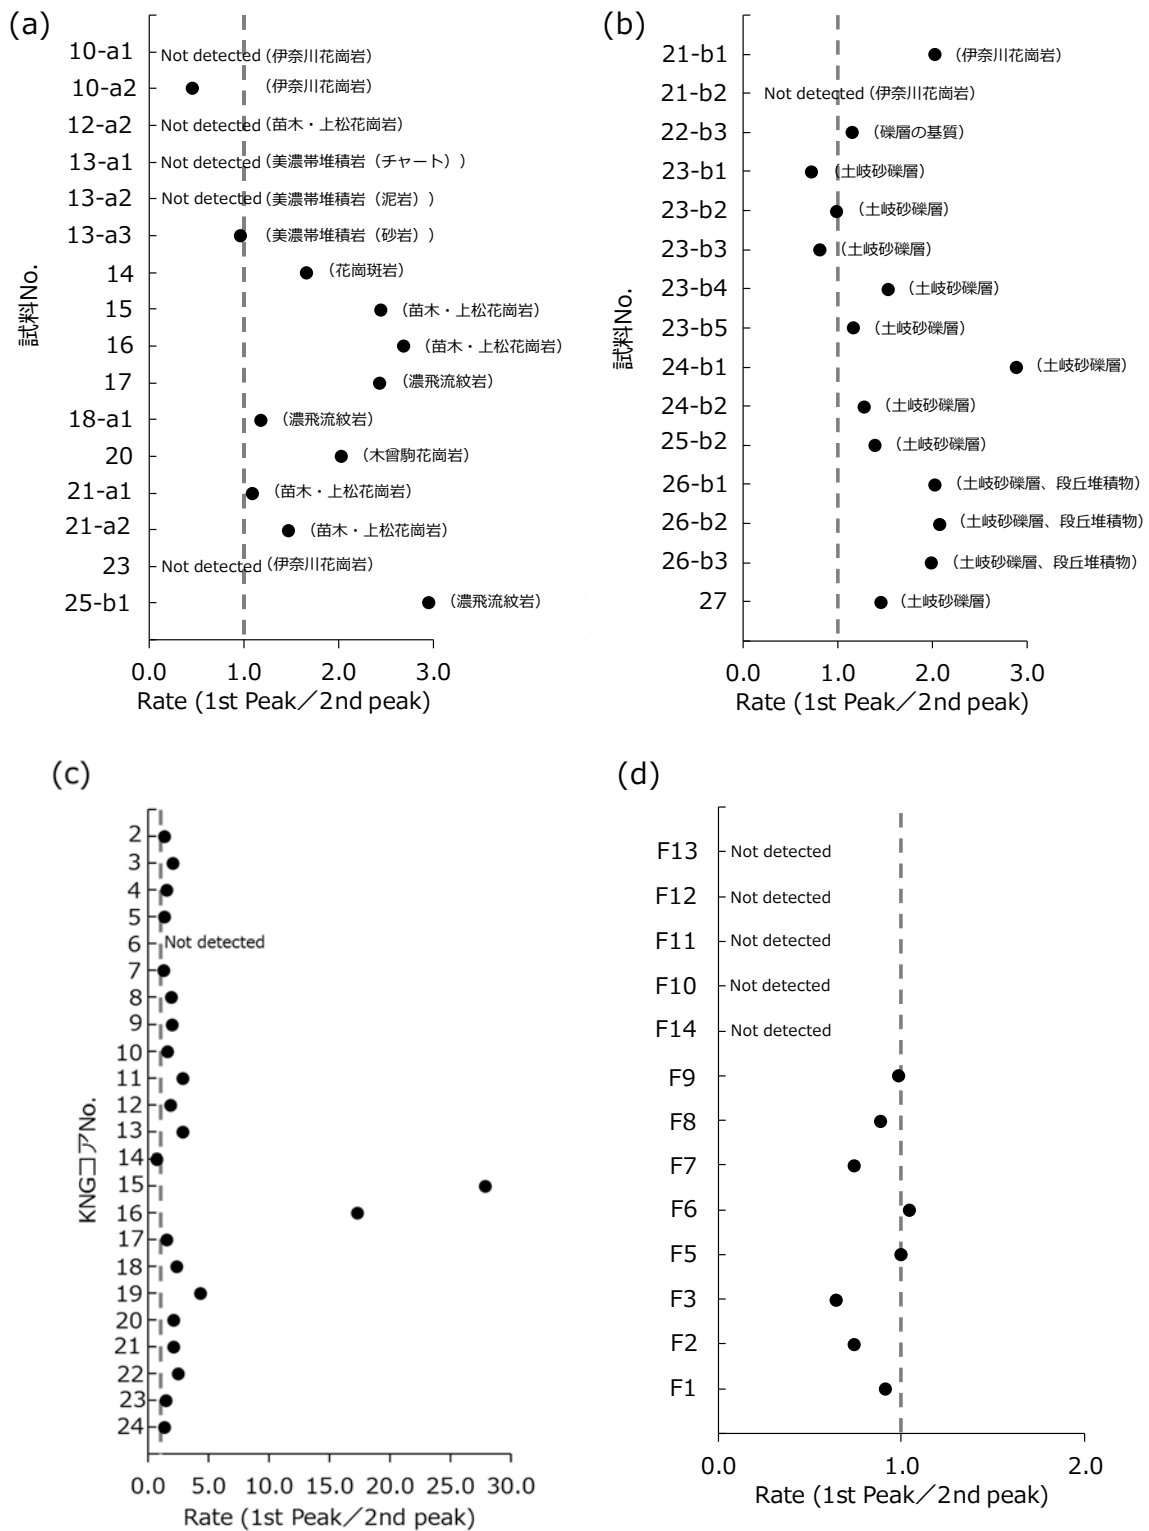 (a)
試料No.
10-a1 Not detected（伊奈川花崗岩）
10-a2 （伊奈川花崗岩）
12-a2 Not detected（苗木・上松花崗岩）
13-a1 Not detected（美濃帯堆積岩（チャート））
13-a2 Not detected（美濃帯堆積岩（泥岩））
13-a3 （美濃帯堆積岩（砂岩））
14 （花崗斑岩）
15 （苗木・上松花崗岩）
16 （苗木・上松花崗岩）
17 （濃飛流紋岩）
18-a1 （濃飛流紋岩）
20 （木曾駒花崗岩）
21-a1 （苗木・上松花崗岩）
21-a2 （苗木・上松花崗岩）
23 Not detected（伊奈川花崗岩）
25-b1 （濃飛流紋岩）
0.0 1.0 2.0 3.0
Rate (1st Peak／2nd peak)
(b)
試料No.
21-b1 （伊奈川花崗岩）
21-b2 Not detected（伊奈川花崗岩）
22-b3 （礫層の基質）
23-b1 （土岐砂礫層）
23-b2 （土岐砂礫層）
23-b3 （土岐砂礫層）
23-b4 （土岐砂礫層）
23-b5 （土岐砂礫層）
24-b1 （土岐砂礫層）
24-b2 （土岐砂礫層）
25-b2 （土岐砂礫層）
26-b1 （土岐砂礫層、段丘堆積物）
26-b2 （土岐砂礫層、段丘堆積物）
26-b3 （土岐砂礫層、段丘堆積物）
27 （土岐砂礫層）
0.0 1.0 2.0 3.0
Rate (1st Peak／2nd peak)
(c)
KNGコアNo.
2
3
4
5
6 Not detected
7
8
9
10
11
12
13
14
15
16
17
18
19
20
21
22
23
24
0.0 5.0 10.0 15.0 20.0 25.0 30.0
Rate (1st Peak／2nd peak)
(d)
F13 Not detected
F12 Not detected
F11 Not detected
F10 Not detected
F14 Not detected
F9
F8
F7
F6
F5
F3
F2
F1
0.0 1.0 2.0
Rate (1st Peak／2nd peak)